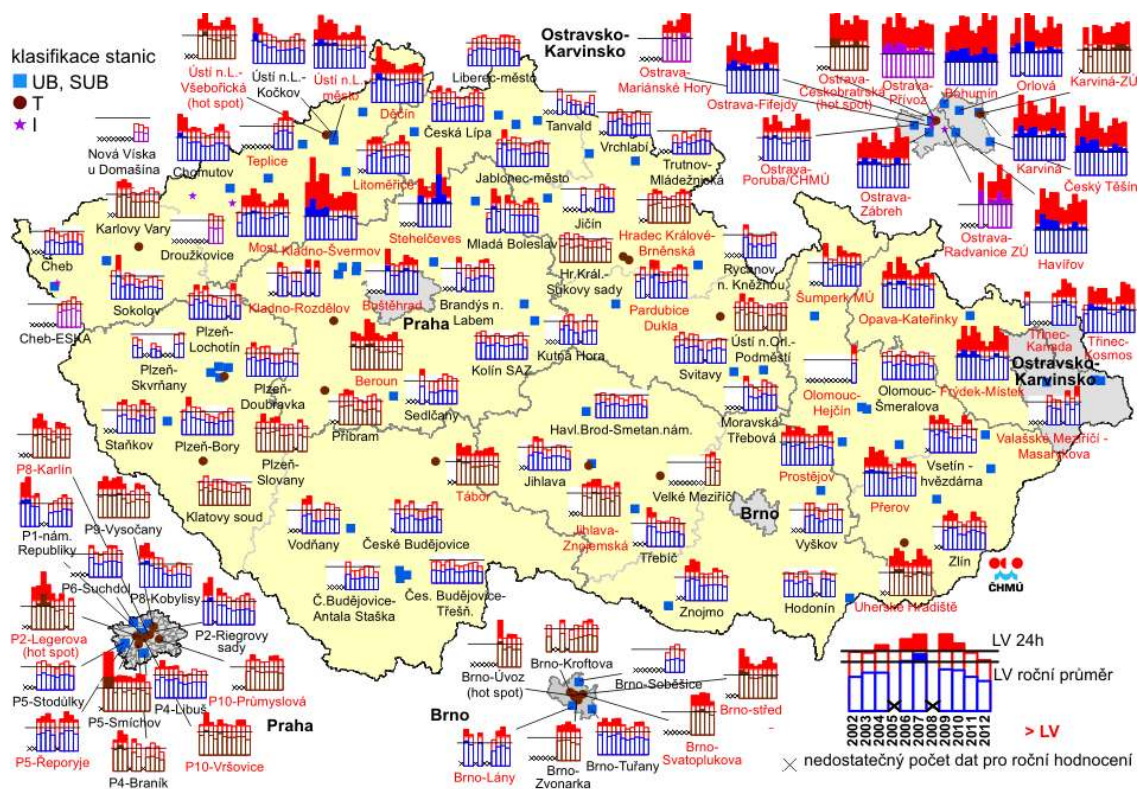 klasifikace stanic
UB, SUB
T
I
Ústí n.L.-
Všebořická
(hot spot)
Ústí n.L.-
Kočkov
Ústí n.L.-
město
Děčín
Liberec-město
Ostravsko-
Karvinsko
Ostrava-
Mariánské Hory
Ostrava-Fifejdy
Ostrava-
Českobratrská
(hot spot)
Ostrava-
Přívoz
Bohumín
Orlová
Karviná-ZÚ
Nová Víska
u Domašína
Chomutov
Teplice
Litoměřice
Česká Lípa
Jablonec-město
Tanvald
Vrchlabí
Trutnov-
Mládežnická
Ostrava-
Poruba/ČHMÚ
Ostrava-
Zábřeh
Karviná
Český Těšín
Ostrava-
Radvanice ZÚ
Havířov
Karlovy Vary
Droužkovice
Most
Kladno-Švermov
Stehelčeves
Mladá Boleslav
Jičín
Hradec Králové-
Brněnská
Cheb
Sokolov
Kladno-Rozdělov
Buštěhrad
Brandýs n.
Labem
Hr.Král.-
Sukovy sady
Rychnov
n. Kněžnou
Šumperk MÚ
Opava-Kateřinky
Třinec-
Kanada
Třinec-
Kosmos
Cheb-ESKA
Plzeň-
Lochotín
Praha
Pardubice
Dukla
Ústí n.Orl.-
Podměstí
Ostravsko-
Karvinsko
Plzeň-
Skvrňany
Plzeň-
Doubravka
Beroun
Kolín SAZ
Kutná Hora
Svitavy
Olomouc-
Hejčín
Olomouc-
Šmeralova
Frýdek-Místek
Staňkov
Plzeň-Bory
Plzeň-
Slovany
Příbram
Sedlčany
Havl.Brod-Smetan.nám.
Moravská
Třebová
Valašské Meziříčí -
Masarykova
P8-Karlín
Klatovy soud
Tábor
Jihlava
Velké Meziříčí
Prostějov
Přerov
Vsetín -
hvězdárna
P1-nám.
Republiky
P9-Vysočany
Vodňany
České Budějovice
Jihlava-
Znojemská
Třebíč
Brno
Vyškov
Zlín
ČHMÚ
P6-Suchdol
P8-Kobylisy
Č.Budějovice-
Antala Staška
Čes. Budějovice-
Třešň.
Znojmo
Hodonín
Uherské Hradiště
P2-Legerova
(hot spot)
P2-Riegrovy
sady
P5-Stodůlky
P5-Smíchov
P4-Libuš
P10-Průmyslová
Praha
P5-Řeporyje
P4-Braník
P10-Vršovice
Brno-Úvoz
(hot spot)
Brno-Kroftova
Brno-Soběšice
Brno-střed
Brno
Brno-Lány
Brno-
Zvonařka
Brno-Tuřany
Brno-
Svatoplukova
LV 24h
LV roční průměr
2002
2003
2004
2005
2006
2007
2008
2009
2010
2011
2012
> LV
nedostatečný počet dat pro roční hodnocení